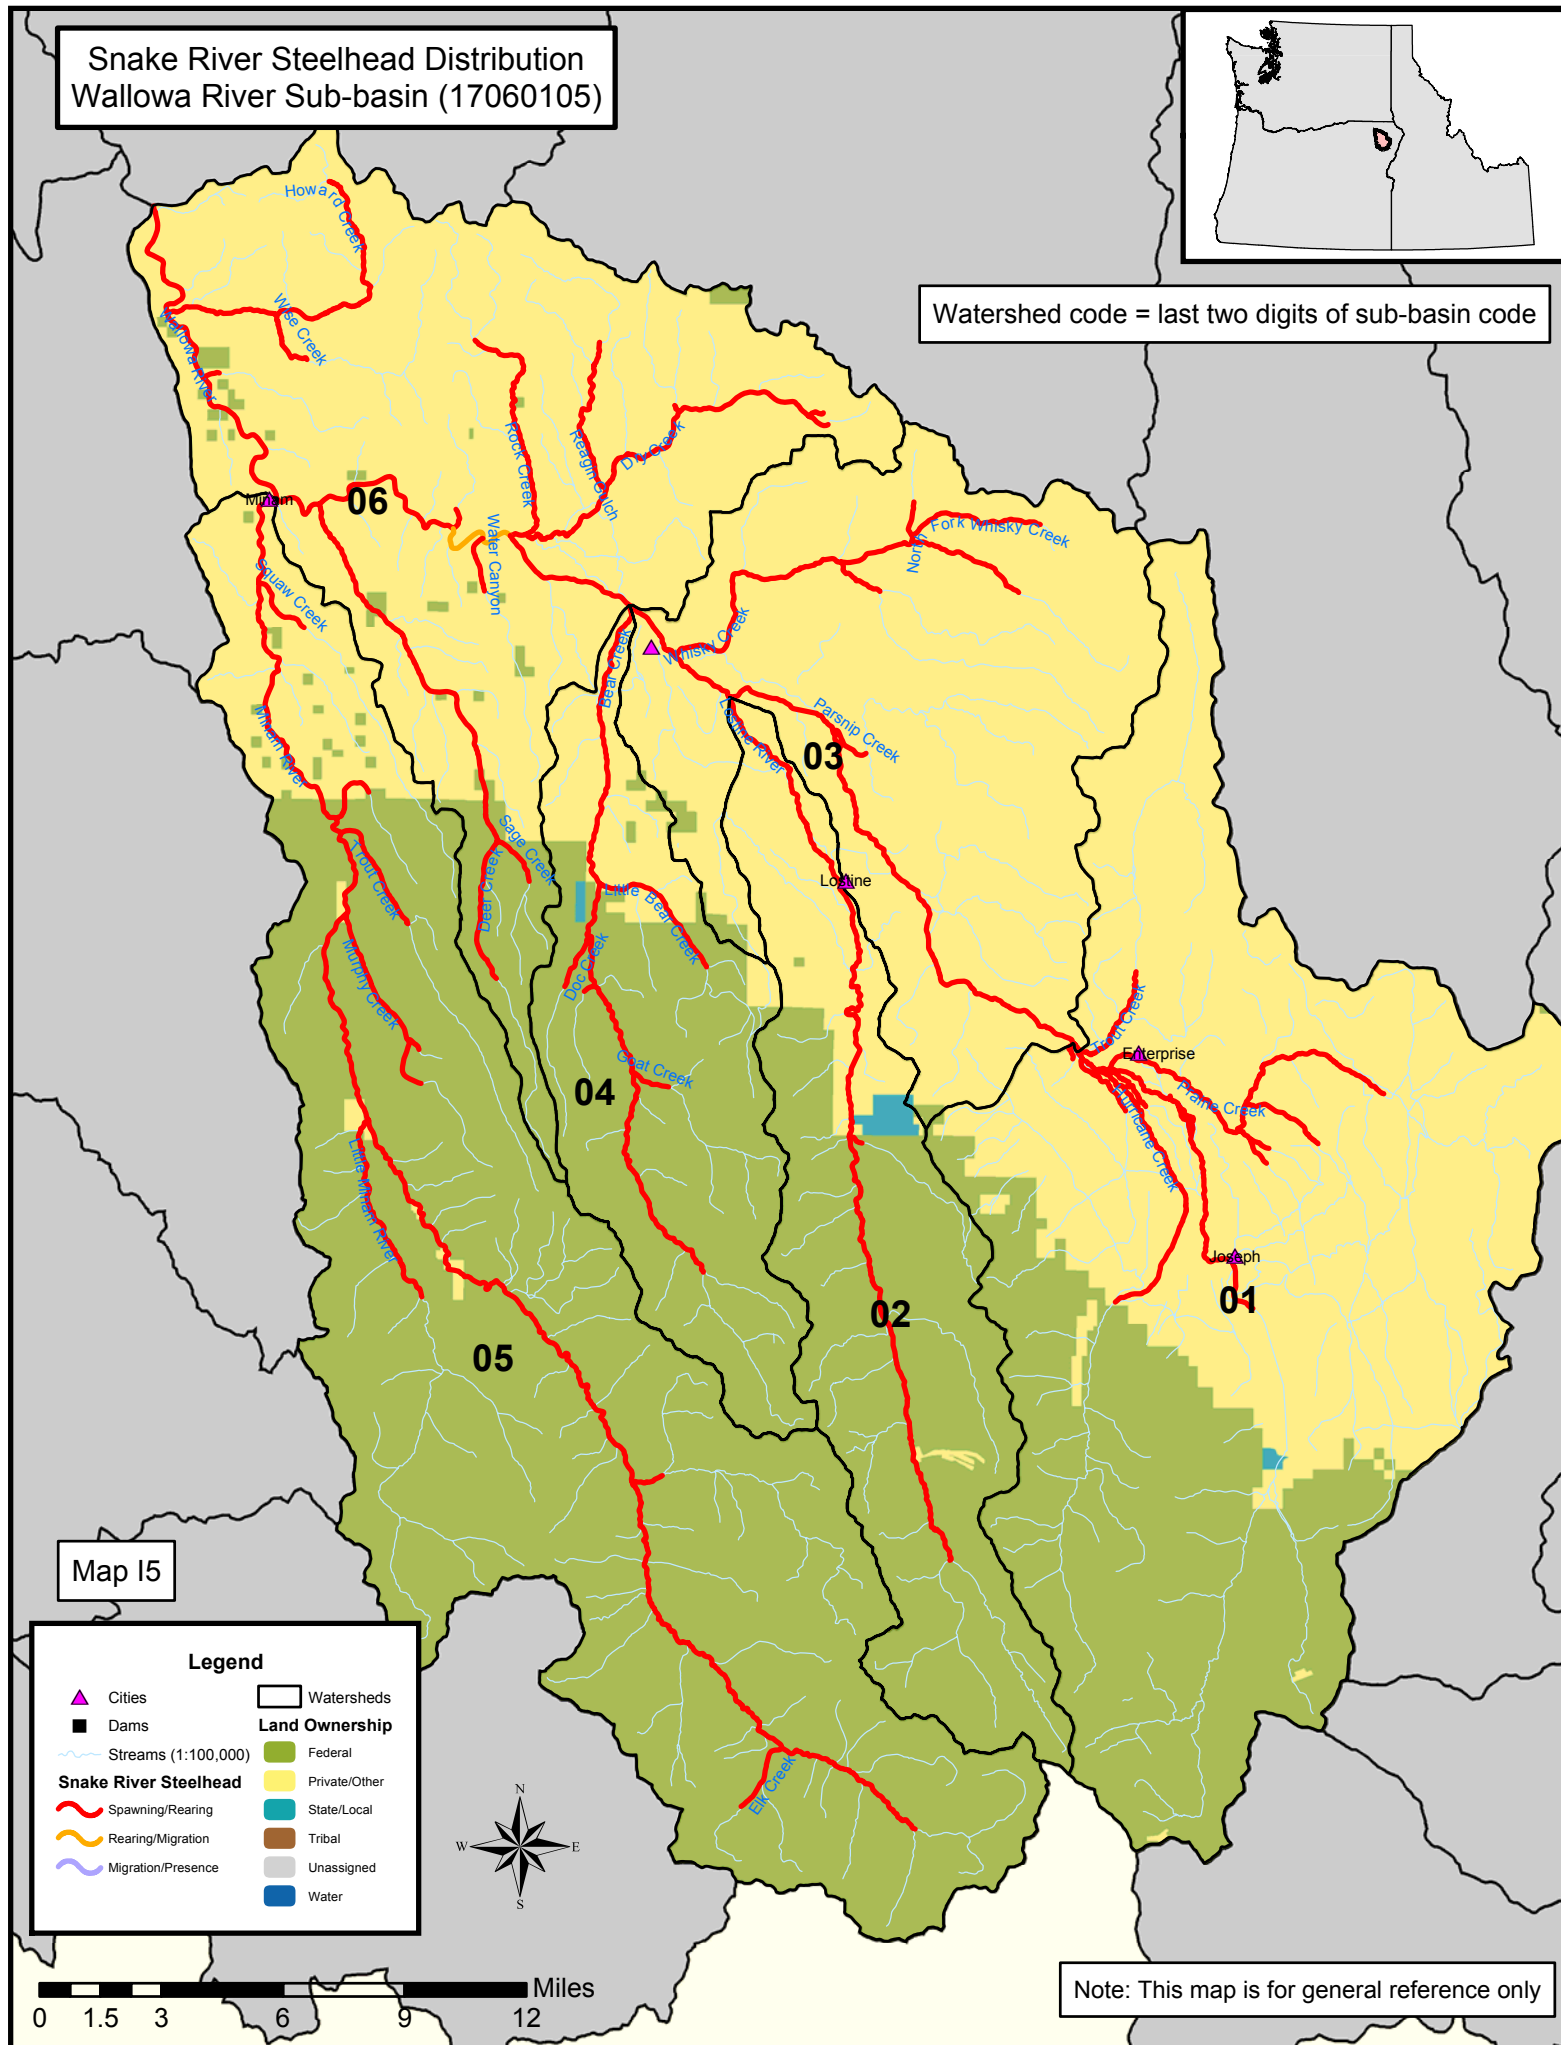 Snake River Steelhead Distribution
Wallowa River Sub-basin (17060105)
Watershed code = last two digits of sub-basin code
Howard Creek
Wise Creek
Wallowa River
Rock Creek
Reagin Gulch
Dry Creek
Minam
06
Water Canyon
North Fork Whisky Creek
Squaw Creek
Bear Creek
Whisky Creek
Minam River
Lostine River
Parsnip Creek
03
Sage Creek
Trout Creek
Deer Creek
Little Bear Creek
Lostine
Murphy Creek
Doc Creek
Goat Creek
04
Trout Creek
Enterprise
Prairie Creek
Hurricane Creek
Little Minam River
Joseph
01
02
05
Elk Creek
Map I5
Legend
Cities
Dams
Streams (1:100,000)
Snake River Steelhead
Spawning/Rearing
Rearing/Migration
Migration/Presence
Watersheds
Land Ownership
Federal
Private/Other
State/Local
Tribal
Unassigned
Water
N
W E
S
Miles
0 1.5 3 6 9 12
Note: This map is for general reference only